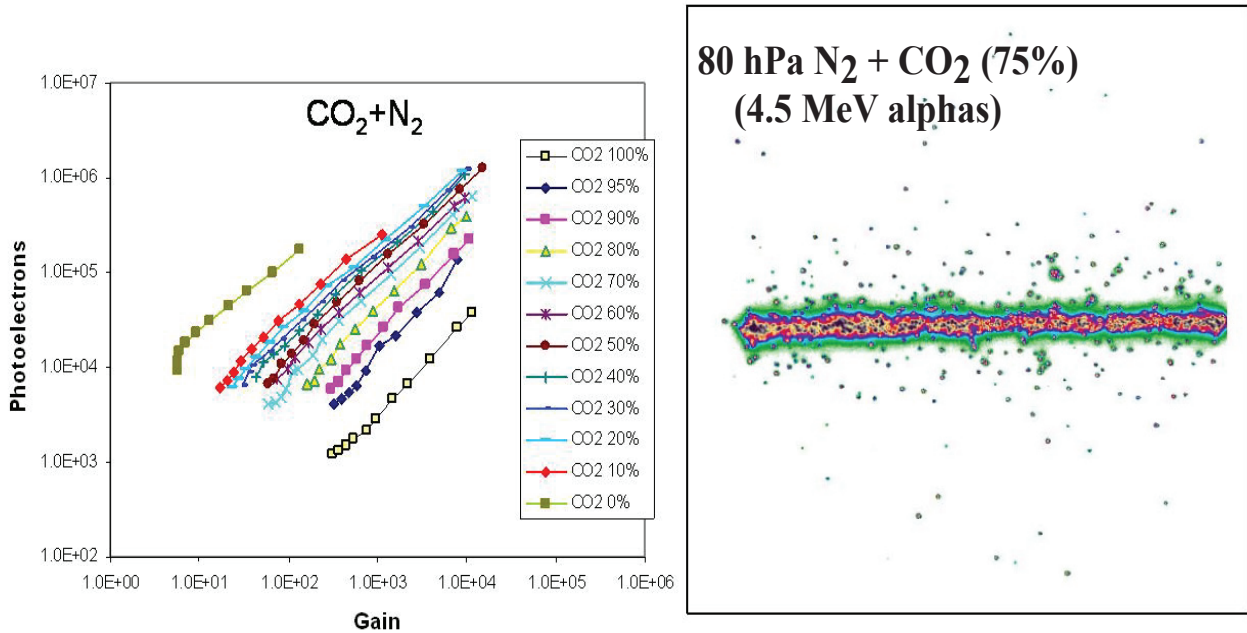 1.0E+07
1.0E+06
1.0E+05
1.0E+04
1.0E+03
1.0E+02
Photoelectrons
CO₂+N₂
CO2 100%
CO2 95%
CO2 90%
CO2 80%
CO2 70%
CO2 60%
CO2 50%
CO2 40%
CO2 30%
CO2 20%
CO2 10%
CO2 0%
1.0E+00 1.0E+01 1.0E+02 1.0E+03 1.0E+04 1.0E+05 1.0E+06
Gain
80 hPa N₂ + CO₂ (75%)
(4.5 MeV alphas)